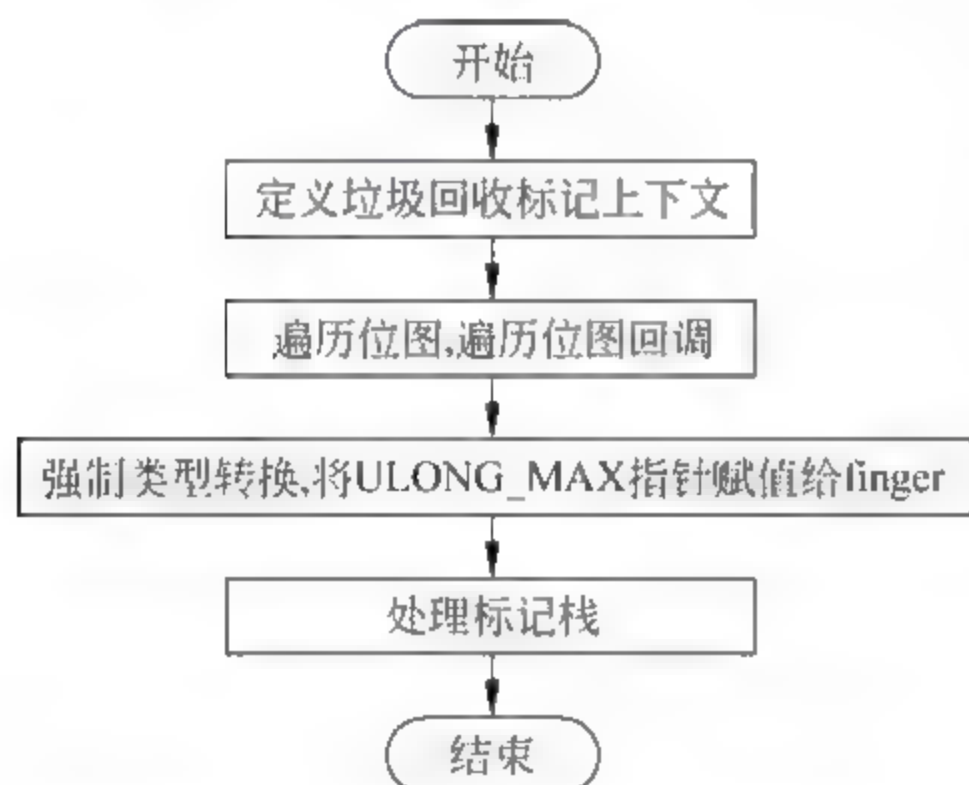 开始
定义垃圾回收标记上下文
遍历位图,遍历位图回调
强制类型转换,将ULONG_MAX指针赋值给finger
处理标记栈
结束